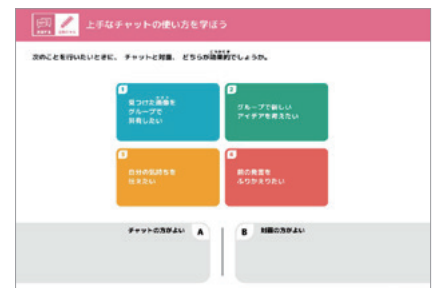 上手なチャットの使い方を学ぼう
次のことを行いたいときに、チャットと対面、どちらが効果的でしょうか。
1
見つけた画像を
グループで
共有したい
2
グループで新しい
アイデアを考えたい
3
自分の気持ちを
伝えたい
4
前の発言を
ふりかえりたい
チャットの方がよい A
B 対面の方がよい